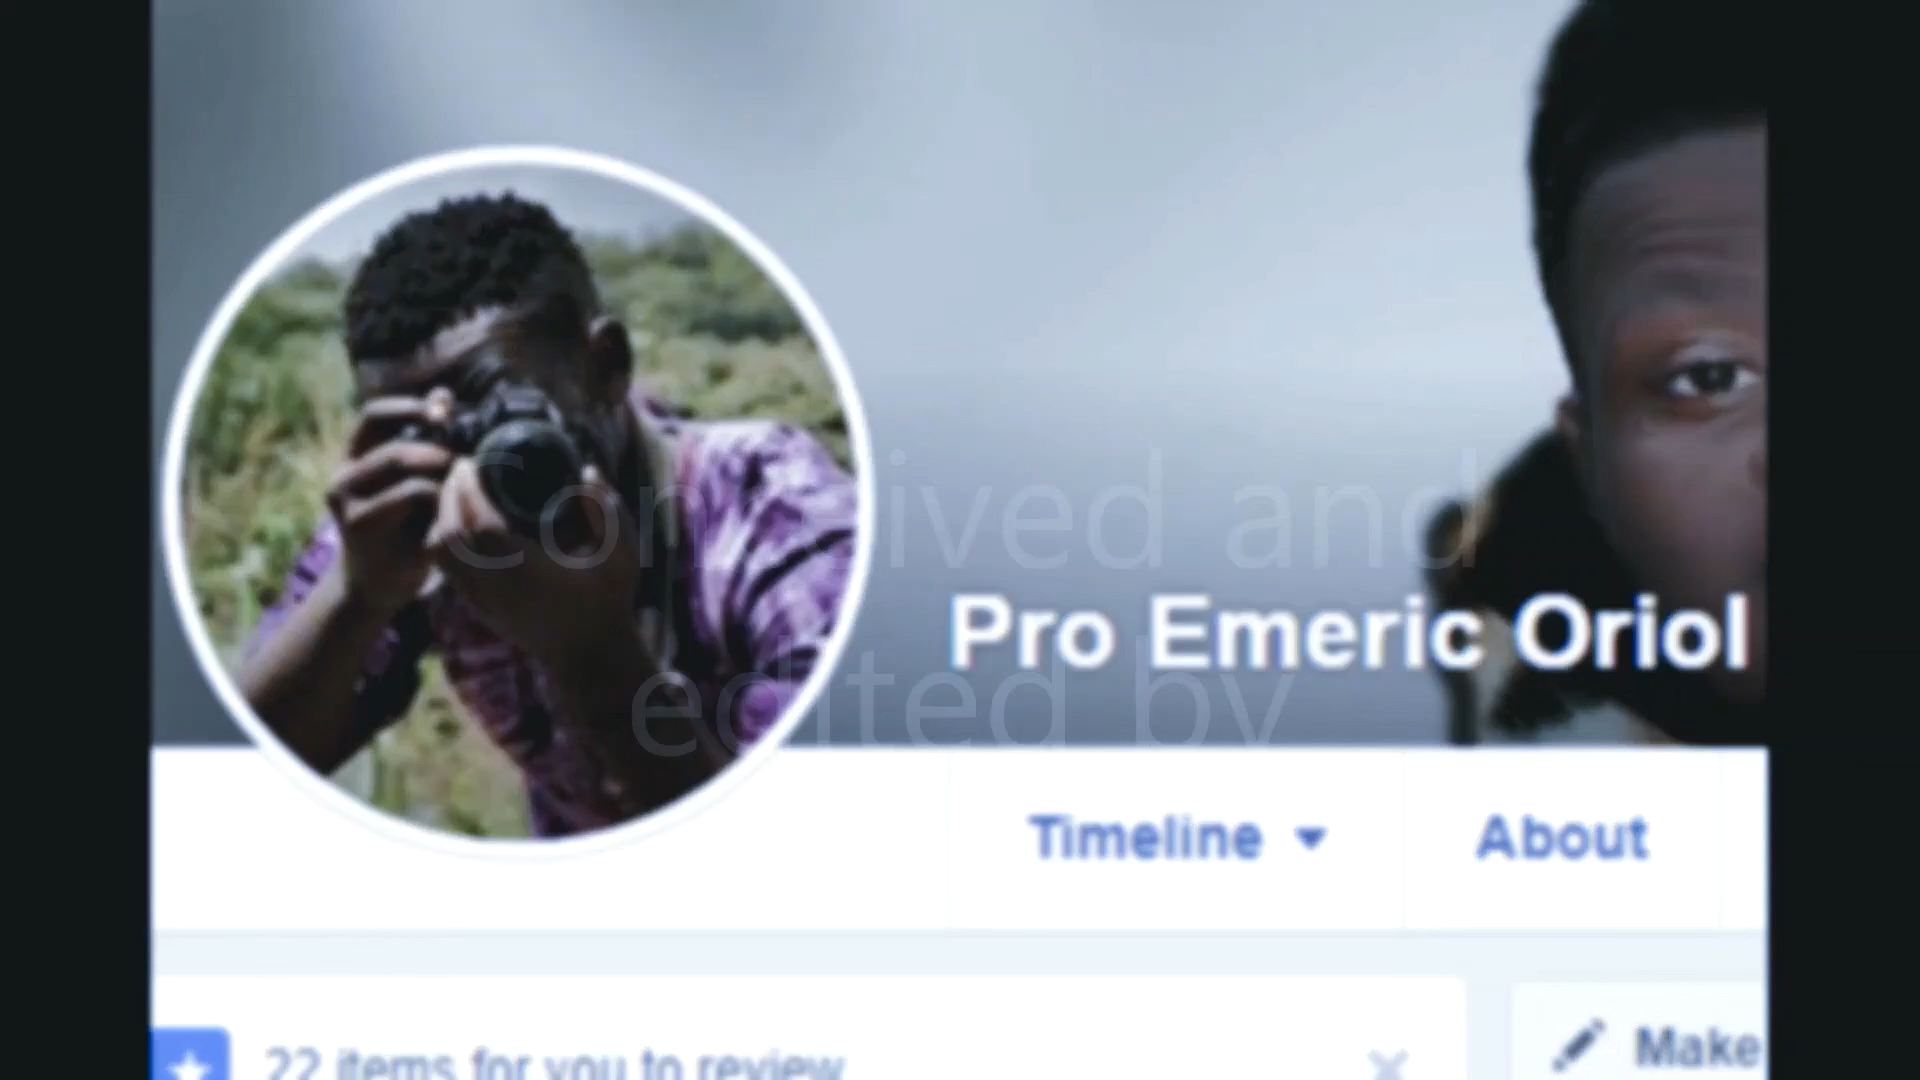 Conceived and
Pro Emeric Oriol
edited by
Timeline
About
22 items for you to review
Make